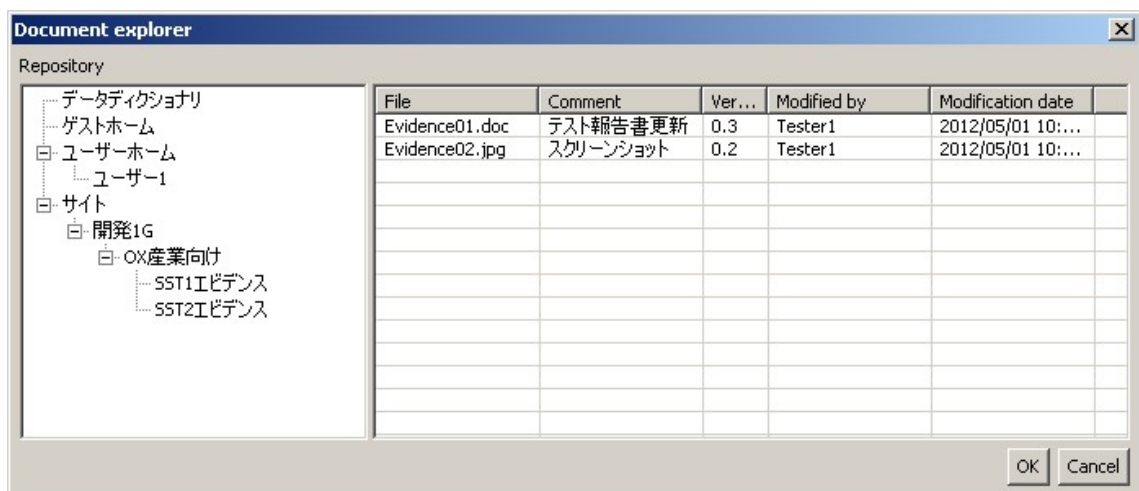 Document explorer
Repository
データディクショナリ
ゲストホーム
ユーザーホーム
ユーザー1
サイト
開発1G
OX産業向け
SST1エビデンス
SST2エビデンス
File Comment Ver... Modified by Modification date
Evidence01.doc テスト報告書更新 0.3 Tester1 2012/05/01 10:...
Evidence02.jpg スクリーンショット 0.2 Tester1 2012/05/01 10:...
OK Cancel